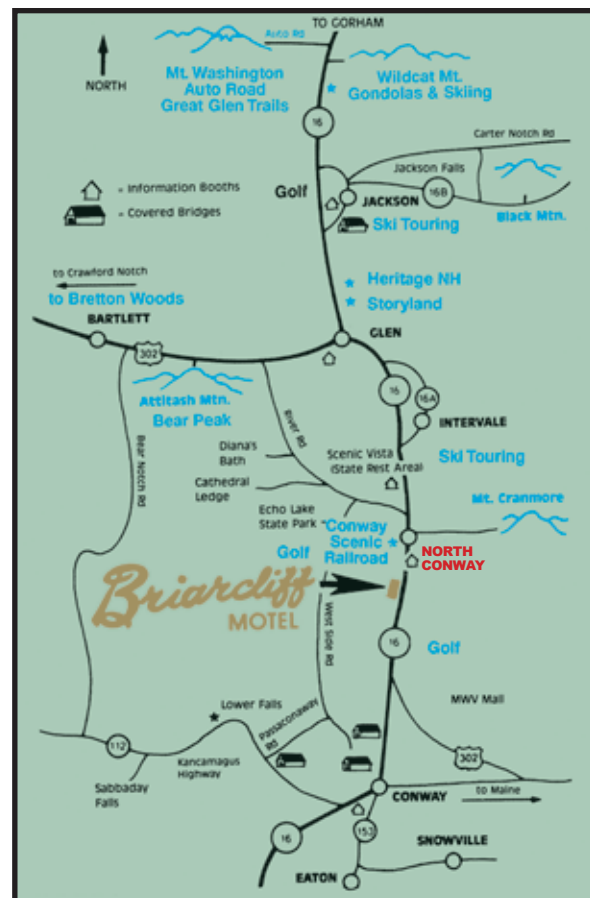 TO GORHAM
Auto Rd
NORTH
Mt. Washington
Auto Road
Great Glen Trails
Wildcat Mt.
Gondolas & Skiing
16
Carter Notch Rd
Jackson Falls
Golf
16B
= Information Booths
JACKSON
= Covered Bridges
Black Mtn.
Ski Touring
to Crawford Notch
Heritage NH
to Bretton Woods
Storyland
BARTLETT
GLEN
302
16
16A
Attitash Mtn.
Bear Peak
INTERVALE
River Rd
Bear Notch Rd
Diana's
Bath
Scenic Vista
(State Rest Area)
Ski Touring
Cathedral
Ledge
Mt. Cranmore
Echo Lake
State Park
Conway
Scenic
Railroad
Golf
NORTH
CONWAY
Briarcliff
MOTEL
West Side Rd
16
Golf
MWV Mall
Lower Falls
Passaconaway
Rd
112
Kancamagus
Highway
302
Sabbaday
Falls
CONWAY
to Maine
16
153
SNOWVILLE
EATON